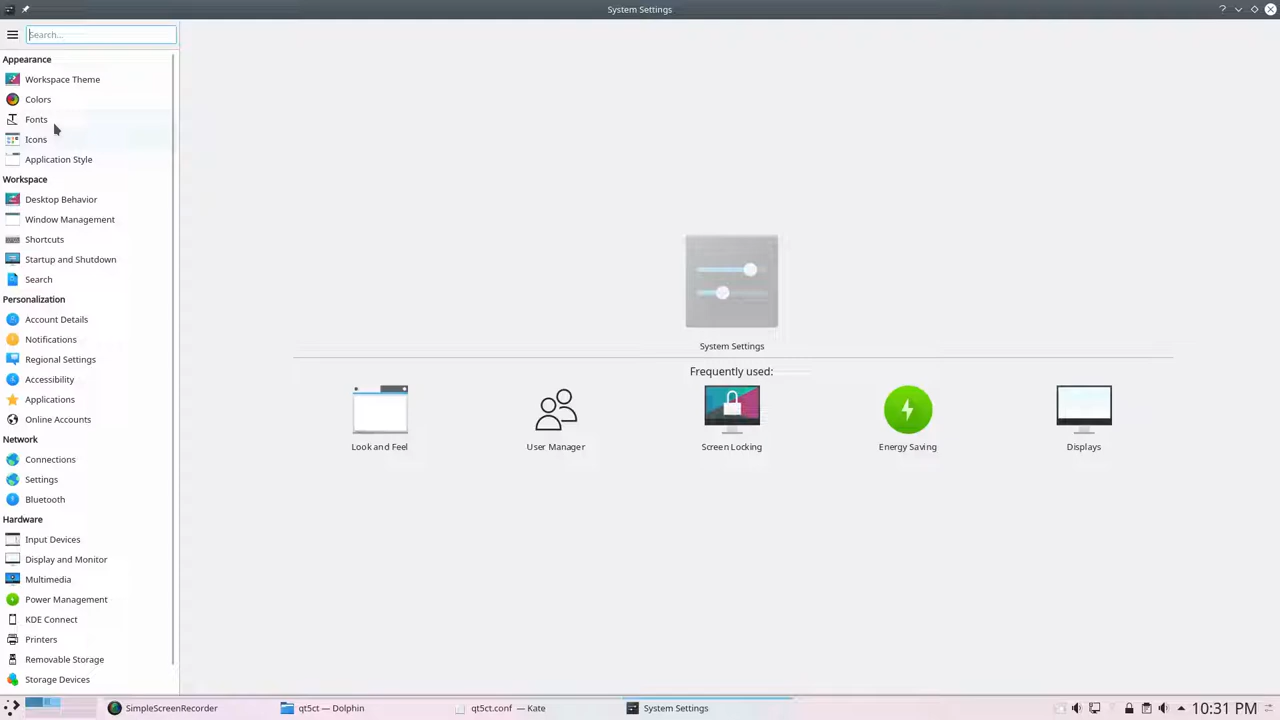 System Settings
Search...
Appearance
Workspace Theme
Colors
Fonts
Icons
Application Style
Workspace
Desktop Behavior
Window Management
Shortcuts
Startup and Shutdown
Search
Personalization
Account Details
Notifications
Regional Settings
Accessibility
Applications
Online Accounts
Network
Connections
Settings
Bluetooth
Hardware
Input Devices
Display and Monitor
Multimedia
Power Management
KDE Connect
Printers
Removable Storage
Storage Devices
System Settings
Frequently used:
Look and Feel
User Manager
Screen Locking
Energy Saving
Displays
SimpleScreenRecorder
qt5ct — Dolphin
qt5ct.conf — Kate
System Settings
10:31 PM